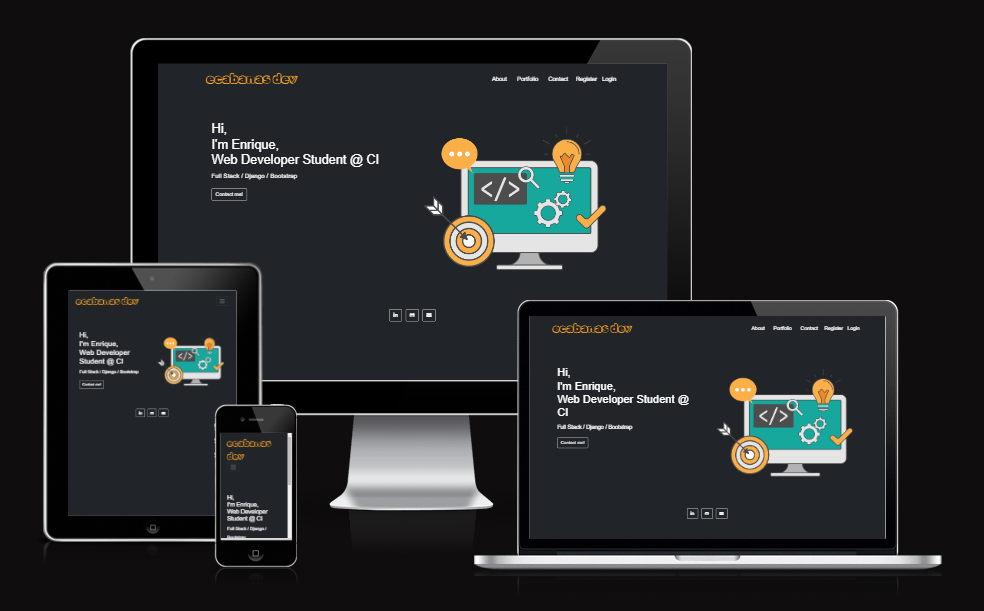 ecabanas dev
About Portfolio Contact Register Login
Hi,
I'm Enrique,
Web Developer Student @ CI
Full Stack / Django / Bootstrap
Contact me!
</>
in
ecabanas dev
Hi,
I'm Enrique,
Web Developer
Student @ CI
Full Stack / Django / Bootstrap
Contact me!
</>
in
ecabanas
dev
Hi,
I'm Enrique,
Web Developer
Student @ CI
Full Stack / Django /
Bootstrap
ecabanas dev
About Portfolio Contact Register Login
Hi,
I'm Enrique,
Web Developer Student @
CI
Full Stack / Django / Bootstrap
Contact me!
</>
in